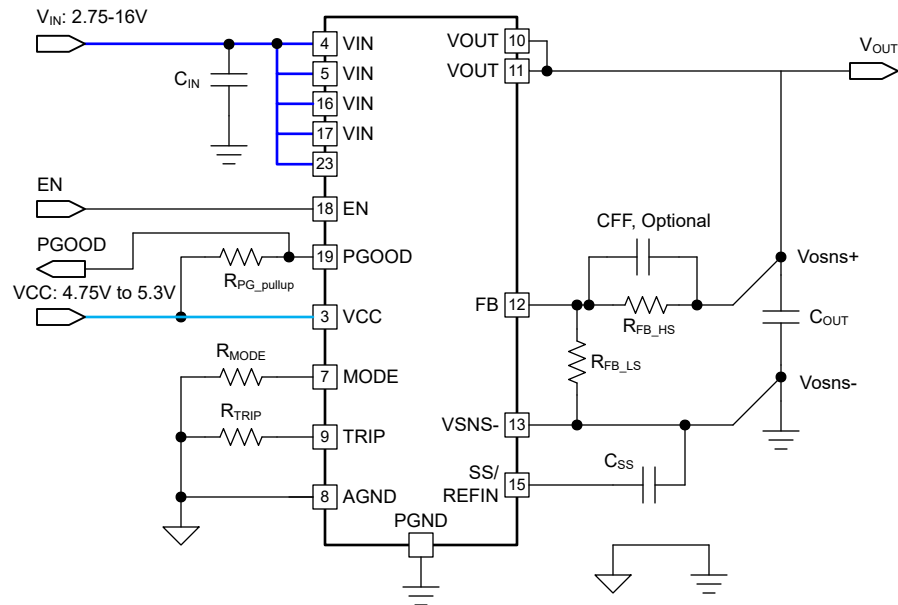 VIN: 2.75-16V
CIN
4 VIN
5 VIN
16 VIN
17 VIN
23
EN
18 EN
PGOOD
19 PGOOD
RPG_pullup
VCC: 4.75V to 5.3V
3 VCC
RMODE
7 MODE
RTRIP
9 TRIP
8 AGND
PGND
VOUT 10
VOUT 11
VOUT
CFF, Optional
Vosns+
FB 12
RFB_HS
COUT
RFB_LS
Vosns-
VSNS- 13
CSS
SS/
REFIN 15